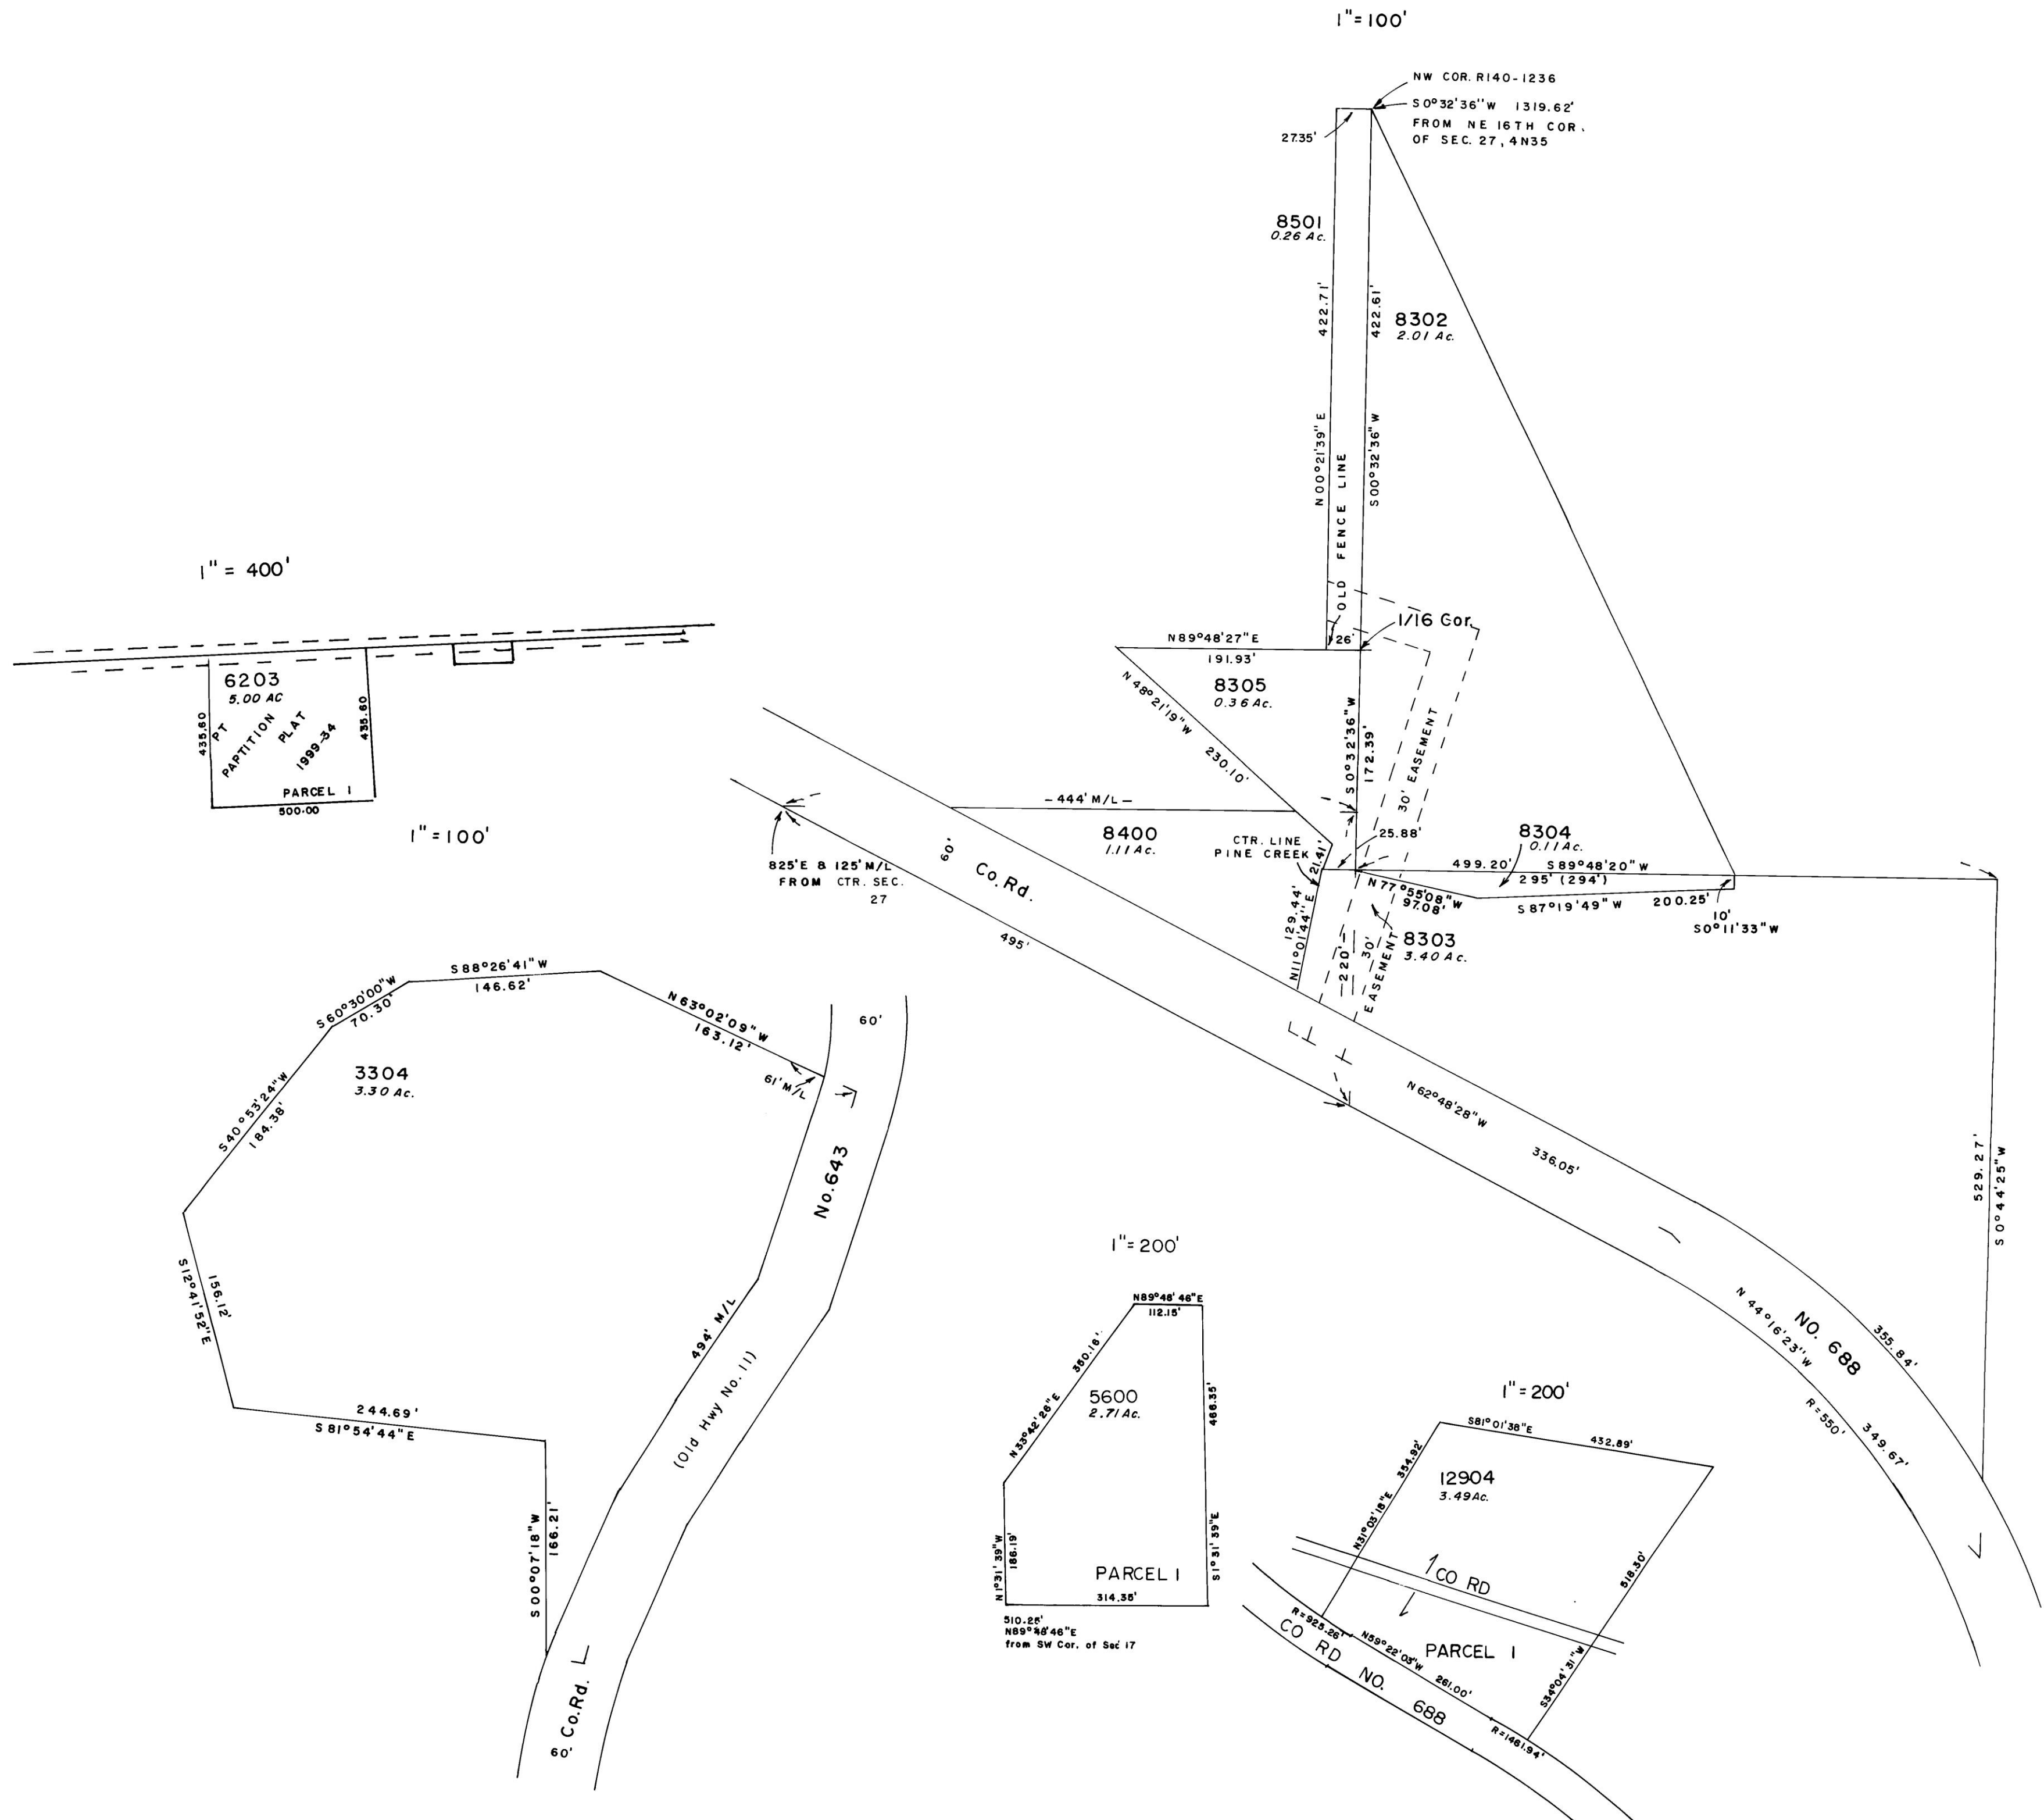 1"=100'
NW COR. R140-1236
S0°32'36"W 1319.62'
FROM NE 16TH COR.
OF SEC. 27, 4N35
27.35'
8501
0.26 Ac.
422.71'
422.61'
8302
2.01 Ac.
N00°21'39"E
OLD FENCE LINE
S00°32'36"W
1"= 400'
6203
5.00 AC
435.60
435.60
PT
PAPTITION
PLAT
1999-34
PARCEL 1
500.00
1"=100'
1/16 Cor.
N89°48'27"E
26'
191.93'
8305
0.36 Ac.
N48°21'19"W
230.10'
S0°32'36"W
172.39'
30' EASEMENT
-444' M/L-
8400
1.11 Ac.
CTR. LINE
PINE CREEK
21.41'
25.88'
8304
0.11 Ac.
499.20' S89°48'20"W
295' (294')
N77°55'08"W
97.08'
S87°19'49"W
200.25'
10'
S0°11'33"W
825'E & 125'M/L
FROM CTR. SEC.
27
60'
Co. Rd.
495'
129.44'
N11°01'44"E
-220'-
30'
EASEMENT
8303
3.40 Ac.
N62°48'28"W
336.05'
529.27'
S0°44'25"W
NO. 688
355.84'
N44°16'23"W
349.67'
R=550'
S88°26'41"W
146.62'
S60°30'00"W
70.30'
N63°02'09"W
163.12'
61'M/L
60'
3304
3.30 Ac.
S40°53'24"W
184.38'
No.643
S12°41'52"E
156.12'
494' M/L
244.69'
S81°54'44"E
(Old Hwy No.11)
S00°07'18"W
166.21'
Co.Rd.
60'
1"=200'
N89°48'46"E
112.15'
350.16'
N33°42'26"E
5600
2.71 Ac.
466.35'
S1°31'39"E
N1°31'39"W
186.19'
PARCEL 1
314.35'
510.25'
N89°48'46"E
from SW Cor. of Sec 17
1"=200'
S81°01'38"E
432.89'
354.92'
N31°03'18"E
12904
3.49 Ac.
518.30'
S34°04'31"W
CO RD
R=925.26'
N59°22'03"W
261.00'
PARCEL 1
CO RD NO. 688
R=1461.94'